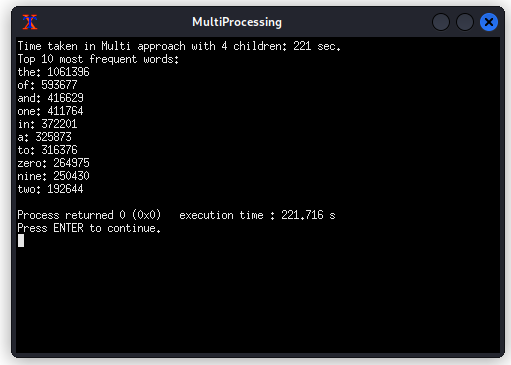 MultiProcessing
Time taken in Multi approach with 4 children: 221 sec.
Top 10 most frequent words:
the: 1061396
of: 593677
and: 416629
one: 411764
in: 372201
a: 325873
to: 316376
zero: 264975
nine: 250430
two: 192644
Process returned 0 (0x0)   execution time : 221.716 s
Press ENTER to continue.